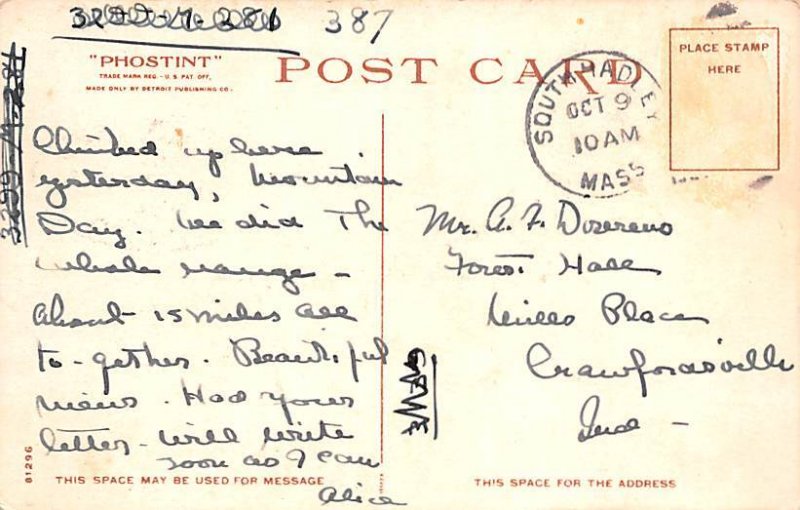 387
"PHOSTINT"
TRADE MARK REG - U.S. PAT. OFF.
MADE ONLY BY DETROIT PUBLISHING CO.
POST CARD
PLACE STAMP
HERE
SOUTH HADLEY
OCT 9
10 AM
MASS
Climbed up here
yesterday, Mountain
Day. We did The
whole range -
About 15 miles all
to-gether. Beautiful
views. Had yours
letter - will write
soon as I can
Alice
Mr. A. F.
Forest Hall
Mills Place
Crawfordsville
Ind -
81296
THIS SPACE MAY BE USED FOR MESSAGE
THIS SPACE FOR THE ADDRESS